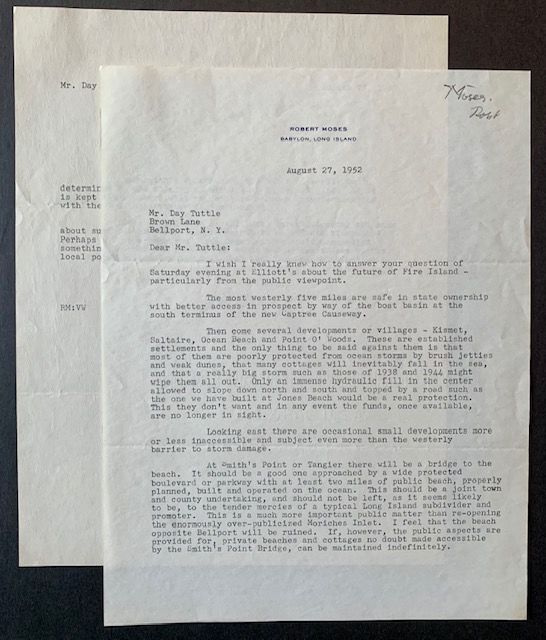 Mr. Day
Moses.
Robt
ROBERT MOSES
BABYLON, LONG ISLAND
August 27, 1952
Mr. Day Tuttle
Brown Lane
Bellport, N. Y.
Dear Mr. Tuttle:
I wish I really knew how to answer your question of
Saturday evening at Elliott's about the future of Fire Island -
particularly from the public viewpoint.
The most westerly five miles are safe in state ownership
with better access in prospect by way of the boat basin at the
south terminus of the new Captree Causeway.
Then come several developments or villages - Kismet,
Saltaire, Ocean Beach and Point O' Woods. These are established
settlements and the only thing to be said against them is that
most of them are poorly protected from ocean storms by brush jetties
and weak dunes, that many cottages will inevitably fall in the sea,
and that a really big storm such as those of 1938 and 1944 might
wipe them all out. Only an immense hydraulic fill in the center
allowed to slope down north and south and topped by a road such as
the one we have built at Jones Beach would be a real protection.
This they don't want and in any event the funds, once available,
are no longer in sight.
Looking east there are occasional small developments more
or less inaccessible and subject even more than the westerly
barrier to storm damage.
At Smith's Point or Tangier there will be a bridge to the
beach. It should be a good one approached by a wide protected
boulevard or parkway with at least two miles of public beach, properly
planned, built and operated on the ocean. This should be a joint town
and county undertaking, and should not be left, as it seems likely
to be, to the tender mercies of a typical Long Island subdivider and
promoter. This is a much more important public matter than re-opening
the enormously over-publicized Moriches Inlet. I feel that the beach
opposite Bellport will be ruined. If, however, the public aspects are
provided for, private beaches and cottages no doubt made accessible
by the Smith's Point Bridge, can be maintained indefinitely.
determin
is kept
with the
about su
Perhaps
somethin
local po
RM:VW